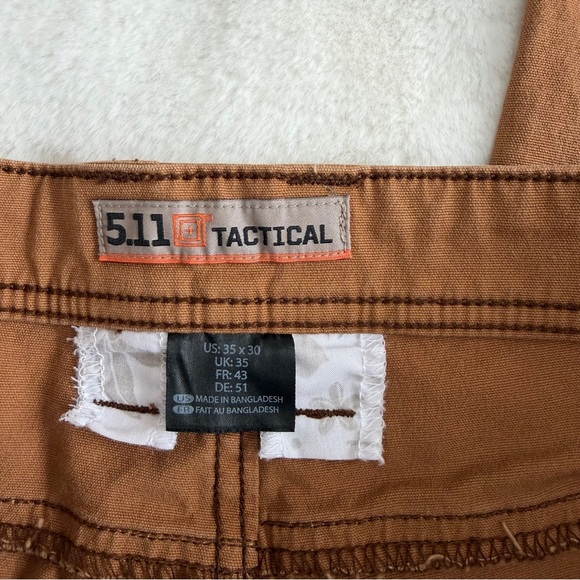 5.11 TACTICAL
US: 35 x 30
UK: 35
FR: 43
DE: 51
US MADE IN BANGLADESH
FR FAIT AU BANGLADESH